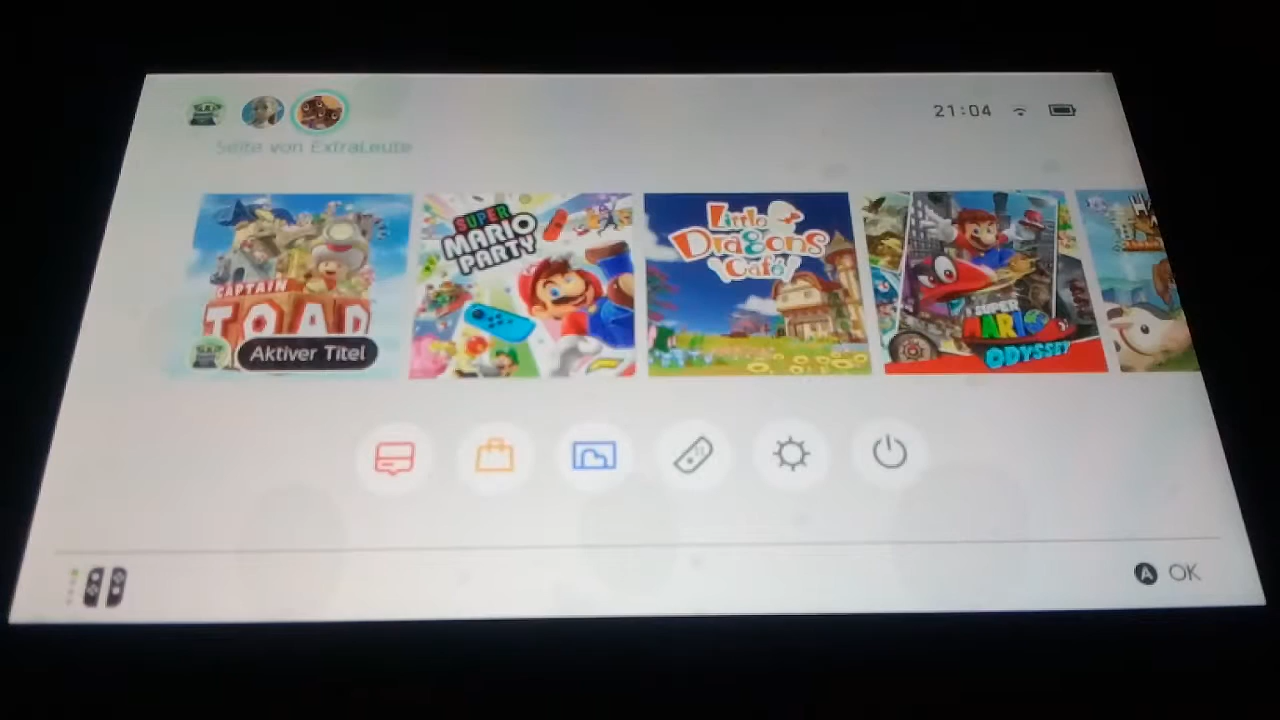 21:04
Seite von ExtraLeute
CAPTAIN
TOAD
Aktiver Titel
SUPER
MARIO
PARTY
Little
Dragons
Café
SUPER
MARIO
ODYSSEY
A OK